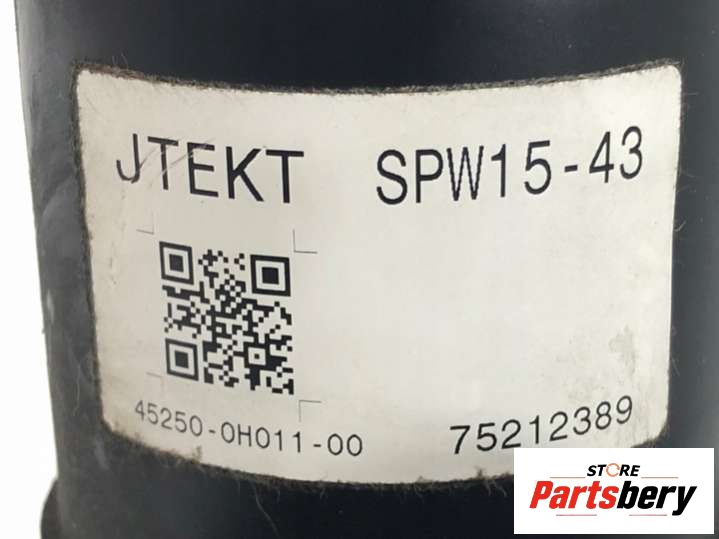 JTEKT SPW15-43
45250-0H011-00 75212389
STORE
Partsbery